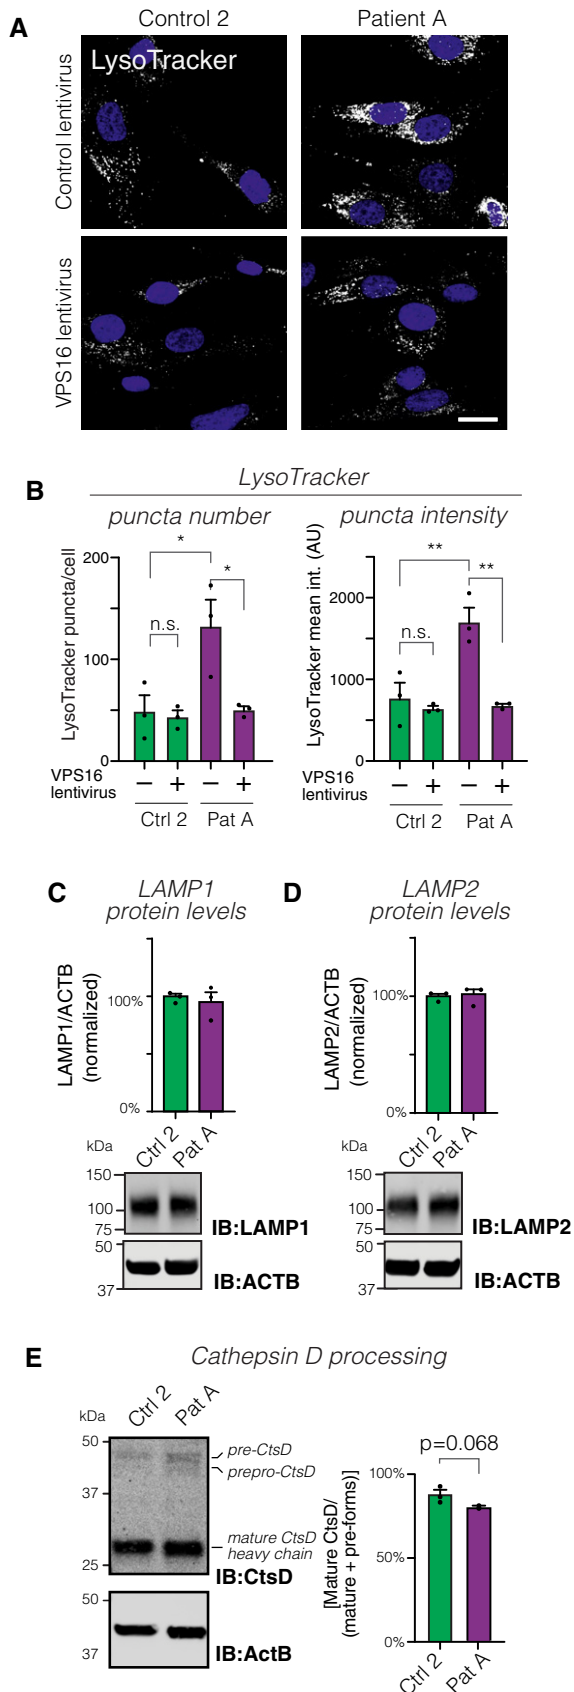 A
Control 2
Patient A
LysoTracker
Control lentivirus
VPS16 lentivirus
B
LysoTracker
puncta number
puncta intensity
LysoTracker puncta/cell
200
100
0
*
*
n.s.
VPS16
lentivirus
− + − +
Ctrl 2
Pat A
LysoTracker mean int. (AU)
2000
1000
0
**
**
n.s.
VPS16
lentivirus
− + − +
Ctrl 2
Pat A
C
LAMP1
protein levels
LAMP1/ACTB
(normalized)
100%
0%
kDa
Ctrl 2
Pat A
150
100
75
IB:LAMP1
50
37
IB:ACTB
D
LAMP2
protein levels
LAMP2/ACTB
(normalized)
100%
0%
kDa
Ctrl 2
Pat A
150
100
75
IB:LAMP2
50
37
IB:ACTB
E
Cathepsin D processing
kDa
Ctrl 2
Pat A
50
37
25
pre-CtsD
prepro-CtsD
mature CtsD
heavy chain
IB:CtsD
50
37
IB:ActB
p=0.068
[Mature CtsD/
(mature + pre-forms)]
100%
50%
0%
Ctrl 2
Pat A